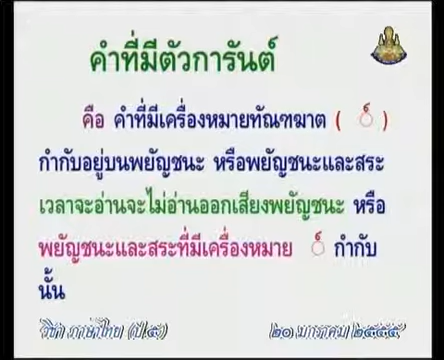 คำที่มีตัวการันต์
คือ คำที่มีเครื่องหมายทัณฑฆาต ( ์ )
กำกับอยู่บนพยัญชนะ หรือพยัญชนะและสระ
เวลาจะอ่านจะไม่อ่านออกเสียงพยัญชนะ หรือ
พยัญชนะและสระที่มีเครื่องหมาย ์ กำกับ
นั้น
วิชา ภาษาไทย (ป.๕) ๒๐ มกราคม ๒๕๕๕